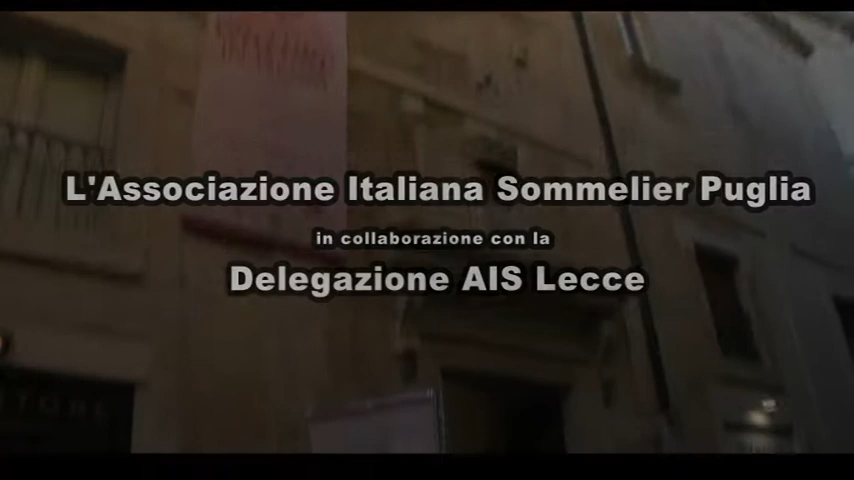 L'Associazione Italiana Sommelier Puglia
in collaborazione con la
Delegazione AIS Lecce